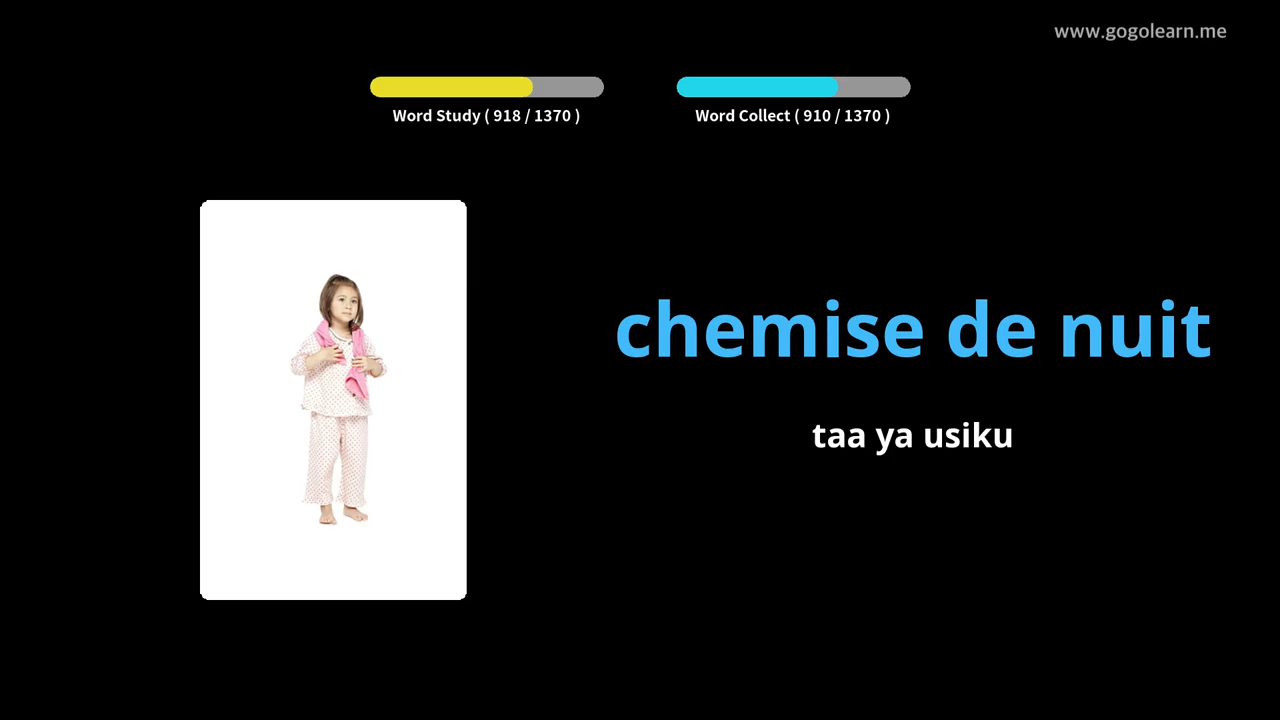 www.gogolearn.me
Word Study ( 918 / 1370 )
Word Collect ( 910 / 1370 )
chemise de nuit
taa ya usiku